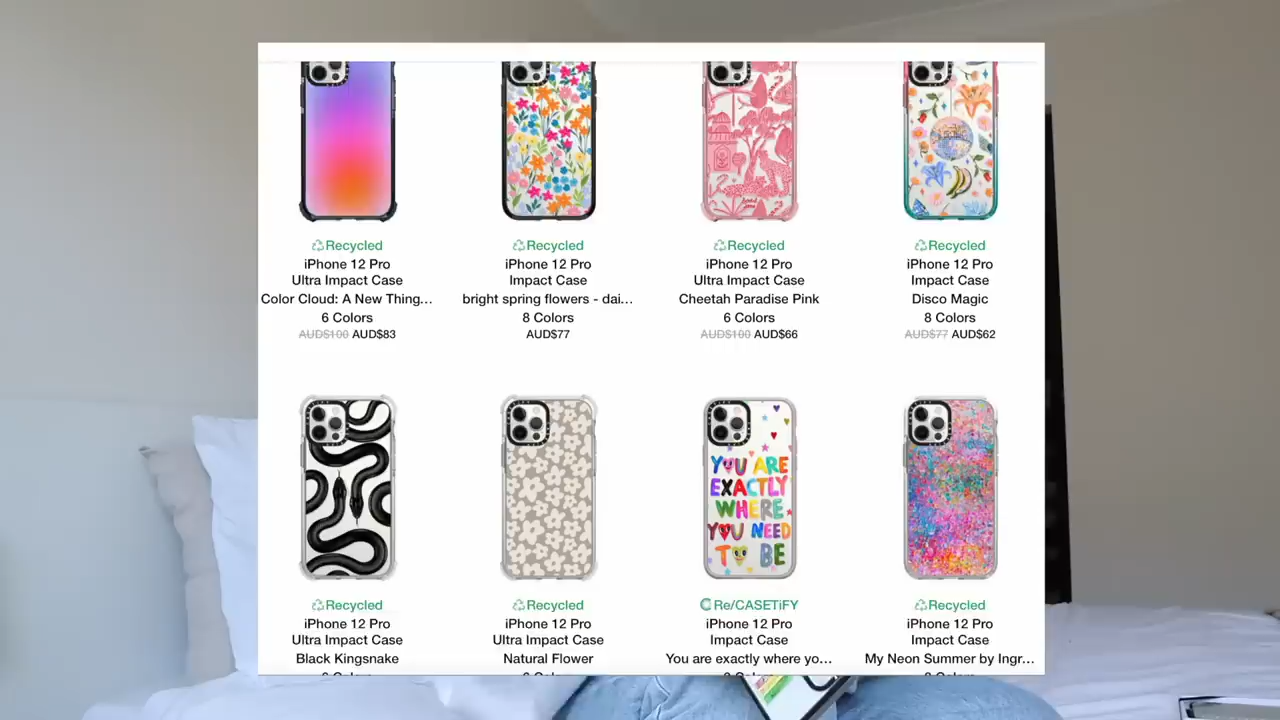 Recycled
iPhone 12 Pro
Ultra Impact Case
Color Cloud: A New Thing...
6 Colors
AUD$100 AUD$83
Recycled
iPhone 12 Pro
Impact Case
bright spring flowers - dai...
8 Colors
AUD$77
Recycled
iPhone 12 Pro
Ultra Impact Case
Cheetah Paradise Pink
6 Colors
AUD$100 AUD$66
Recycled
iPhone 12 Pro
Impact Case
Disco Magic
8 Colors
AUD$77 AUD$62
Recycled
iPhone 12 Pro
Ultra Impact Case
Black Kingsnake
Recycled
iPhone 12 Pro
Ultra Impact Case
Natural Flower
YOU ARE
EXACTLY
WHERE
YOU NEED
TO BE
Re/CASETiFY
iPhone 12 Pro
Impact Case
You are exactly where yo...
Recycled
iPhone 12 Pro
Impact Case
My Neon Summer by Ingr...